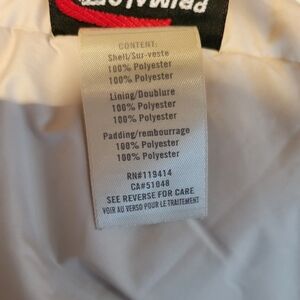 PRIMALOFT
CONTENT:
Shell/Sur-veste
100% Polyester
100% Polyester
Lining/Doublure
100% Polyester
100% Polyester
Padding/rembourrage
100% Polyester
100% Polyester
RN#119414
CA#51048
SEE REVERSE FOR CARE
VOIR AU VERSO POUR LE TRAITEMENT